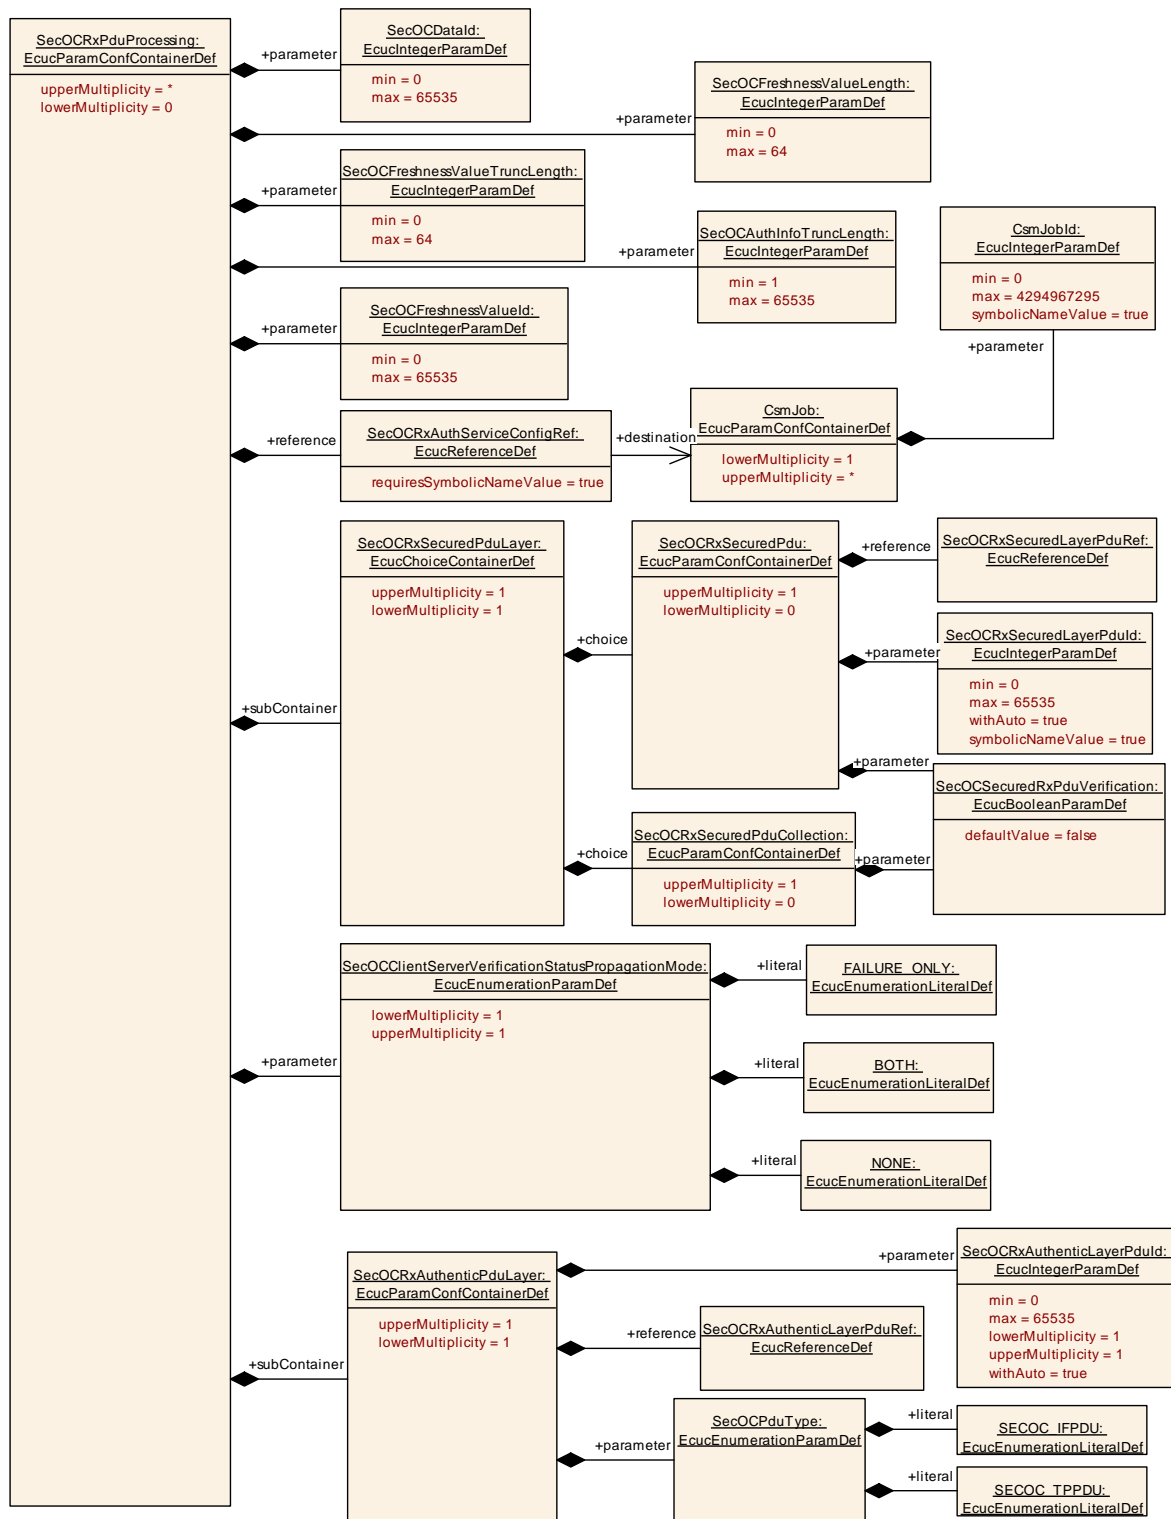 SecOCRxPduProcessing:
EcucParamConfContainerDef
upperMultiplicity = *
lowerMultiplicity = 0
+parameter
SecOCDataId:
EcucIntegerParamDef
min = 0
max = 65535
+parameter
SecOCFreshnessValueLength:
EcucIntegerParamDef
min = 0
max = 64
+parameter
SecOCFreshnessValueTruncLength:
EcucIntegerParamDef
min = 0
max = 64
+parameter
SecOCAuthInfoTruncLength:
EcucIntegerParamDef
min = 1
max = 65535
CsmJobId:
EcucIntegerParamDef
min = 0
max = 4294967295
symbolicNameValue = true
+parameter
+parameter
SecOCFreshnessValueId:
EcucIntegerParamDef
min = 0
max = 65535
+reference
SecOCRxAuthServiceConfigRef:
EcucReferenceDef
requiresSymbolicNameValue = true
+destination
CsmJob:
EcucParamConfContainerDef
lowerMultiplicity = 1
upperMultiplicity = *
+subContainer
SecOCRxSecuredPduLayer:
EcucChoiceContainerDef
upperMultiplicity = 1
lowerMultiplicity = 1
+choice
SecOCRxSecuredPdu:
EcucParamConfContainerDef
upperMultiplicity = 1
lowerMultiplicity = 0
+reference
SecOCRxSecuredLayerPduRef:
EcucReferenceDef
+parameter
SecOCRxSecuredLayerPduId:
EcucIntegerParamDef
min = 0
max = 65535
withAuto = true
symbolicNameValue = true
+parameter
SecOCSecuredRxPduVerification:
EcucBooleanParamDef
defaultValue = false
+choice
SecOCRxSecuredPduCollection:
EcucParamConfContainerDef
upperMultiplicity = 1
lowerMultiplicity = 0
+parameter
+parameter
SecOCClientServerVerificationStatusPropagationMode:
EcucEnumerationParamDef
lowerMultiplicity = 1
upperMultiplicity = 1
+literal
FAILURE_ONLY:
EcucEnumerationLiteralDef
+literal
BOTH:
EcucEnumerationLiteralDef
+literal
NONE:
EcucEnumerationLiteralDef
+subContainer
SecOCRxAuthenticPduLayer:
EcucParamConfContainerDef
upperMultiplicity = 1
lowerMultiplicity = 1
+parameter
SecOCRxAuthenticLayerPduId:
EcucIntegerParamDef
min = 0
max = 65535
lowerMultiplicity = 1
upperMultiplicity = 1
withAuto = true
+reference
SecOCRxAuthenticLayerPduRef:
EcucReferenceDef
+parameter
SecOCPduType:
EcucEnumerationParamDef
+literal
SECOC_IFPDU:
EcucEnumerationLiteralDef
+literal
SECOC_TPPDU:
EcucEnumerationLiteralDef